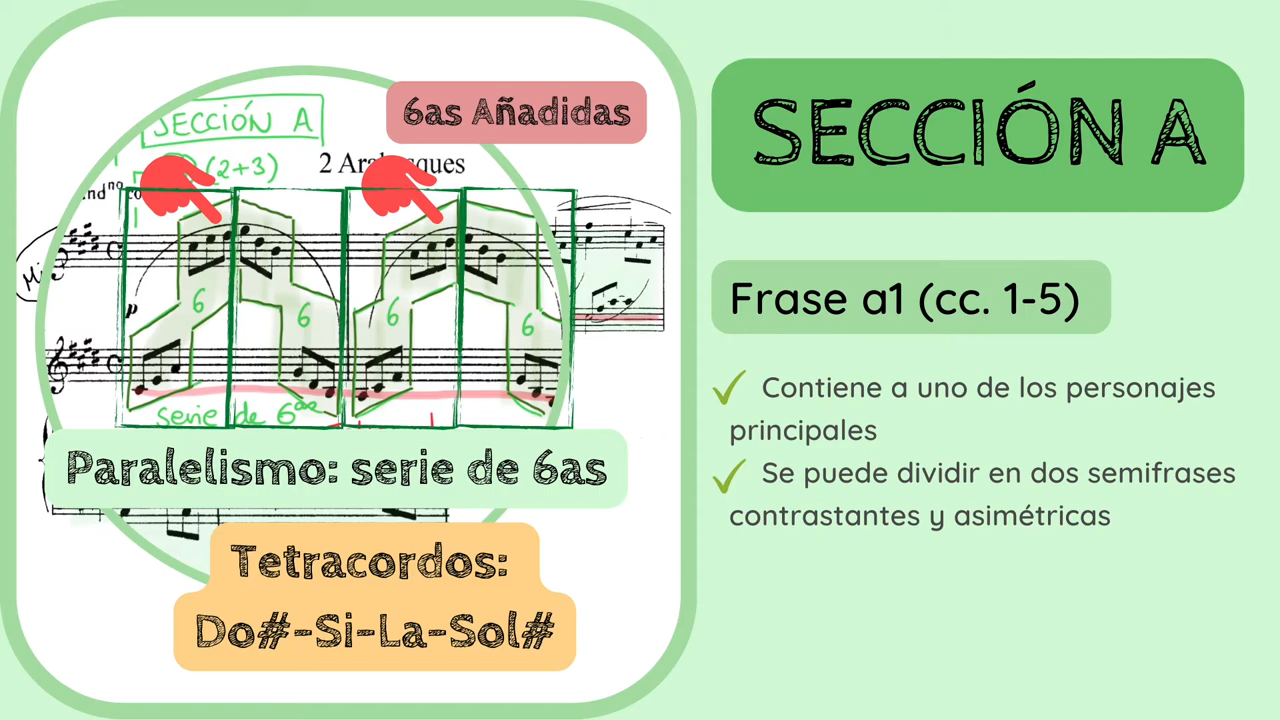 6as Añadidas
SECCIÓN A
(2+3)
2 Arabesques
p
6
6
6
6
serie de 6as
Paralelismo: serie de 6as
Tetracordos:
Do#-Si-La-Sol#
SECCIÓN A
Frase a1 (cc. 1-5)
Contiene a uno de los personajes
principales
Se puede dividir en dos semifrases
contrastantes y asimétricas